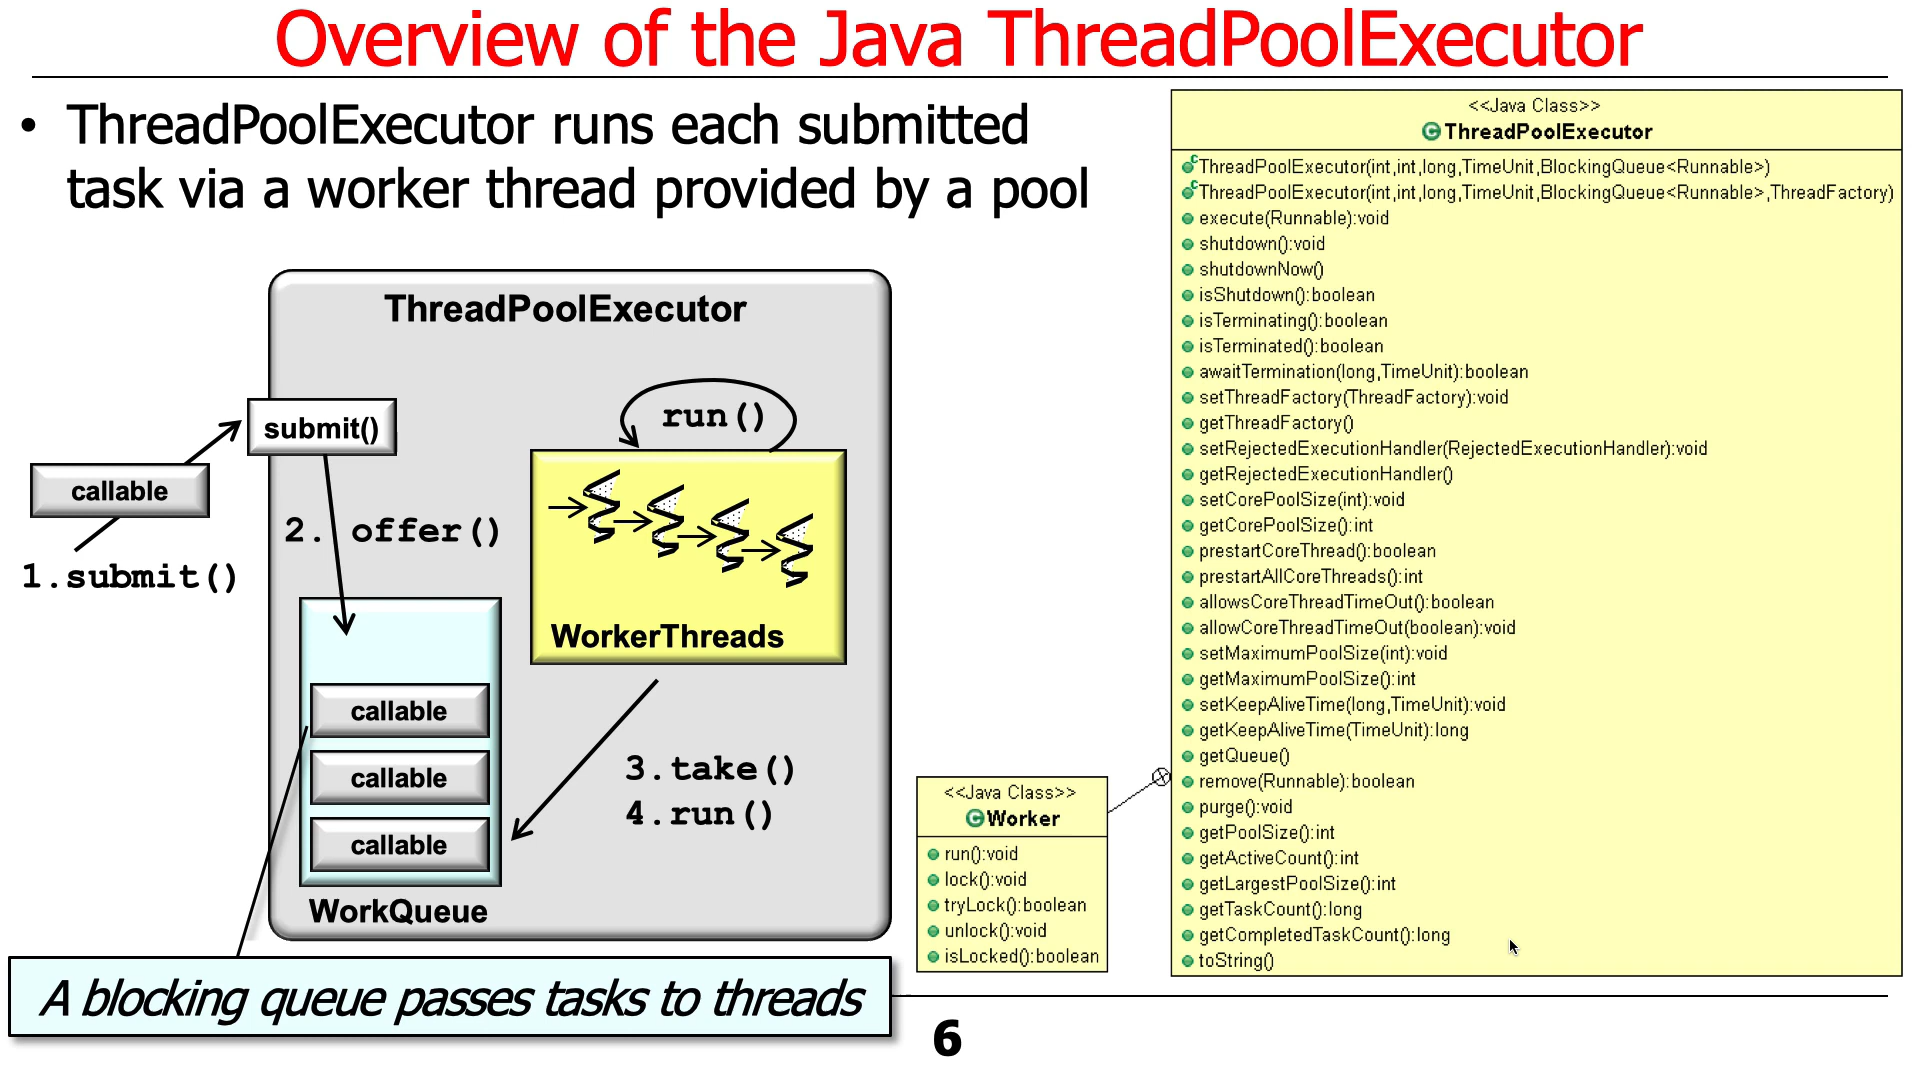 Overview of the Java ThreadPoolExecutor
• ThreadPoolExecutor runs each submitted
task via a worker thread provided by a pool
ThreadPoolExecutor
submit()
run()
callable
1.submit()
2. offer()
WorkerThreads
callable
callable
callable
3.take()
4.run()
WorkQueue
A blocking queue passes tasks to threads
<<Java Class>>
Worker
run():void
lock():void
tryLock():boolean
unlock():void
isLocked():boolean
<<Java Class>>
ThreadPoolExecutor
ThreadPoolExecutor(int,int,long,TimeUnit,BlockingQueue<Runnable>)
ThreadPoolExecutor(int,int,long,TimeUnit,BlockingQueue<Runnable>,ThreadFactory)
execute(Runnable):void
shutdown():void
shutdownNow()
isShutdown():boolean
isTerminating():boolean
isTerminated():boolean
awaitTermination(long,TimeUnit):boolean
setThreadFactory(ThreadFactory):void
getThreadFactory()
setRejectedExecutionHandler(RejectedExecutionHandler):void
getRejectedExecutionHandler()
setCorePoolSize(int):void
getCorePoolSize():int
prestartCoreThread():boolean
prestartAllCoreThreads():int
allowsCoreThreadTimeOut():boolean
allowCoreThreadTimeOut(boolean):void
setMaximumPoolSize(int):void
getMaximumPoolSize():int
setKeepAliveTime(long,TimeUnit):void
getKeepAliveTime(TimeUnit):long
getQueue()
remove(Runnable):boolean
purge():void
getPoolSize():int
getActiveCount():int
getLargestPoolSize():int
getTaskCount():long
getCompletedTaskCount():long
toString()
6